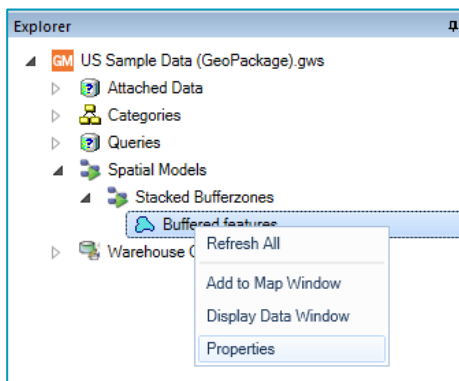 Explorer
GM US Sample Data (GeoPackage).gws
Attached Data
Categories
Queries
Spatial Models
Stacked Bufferzones
Buffered features
Warehouse
Refresh All
Add to Map Window
Display Data Window
Properties